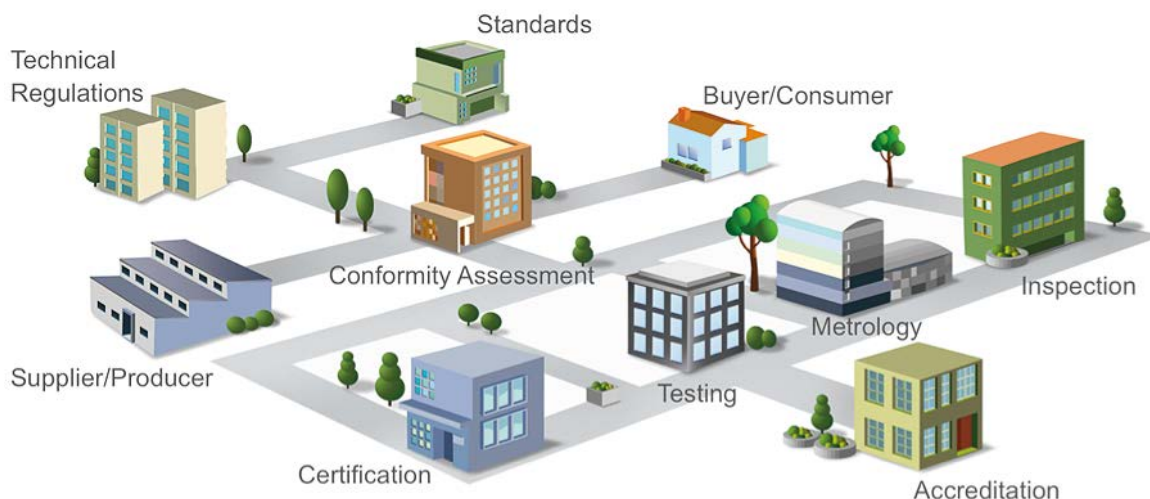 Standards
Technical
Regulations
Buyer/Consumer
Conformity Assessment
Inspection
Metrology
Supplier/Producer
Testing
Certification
Accreditation